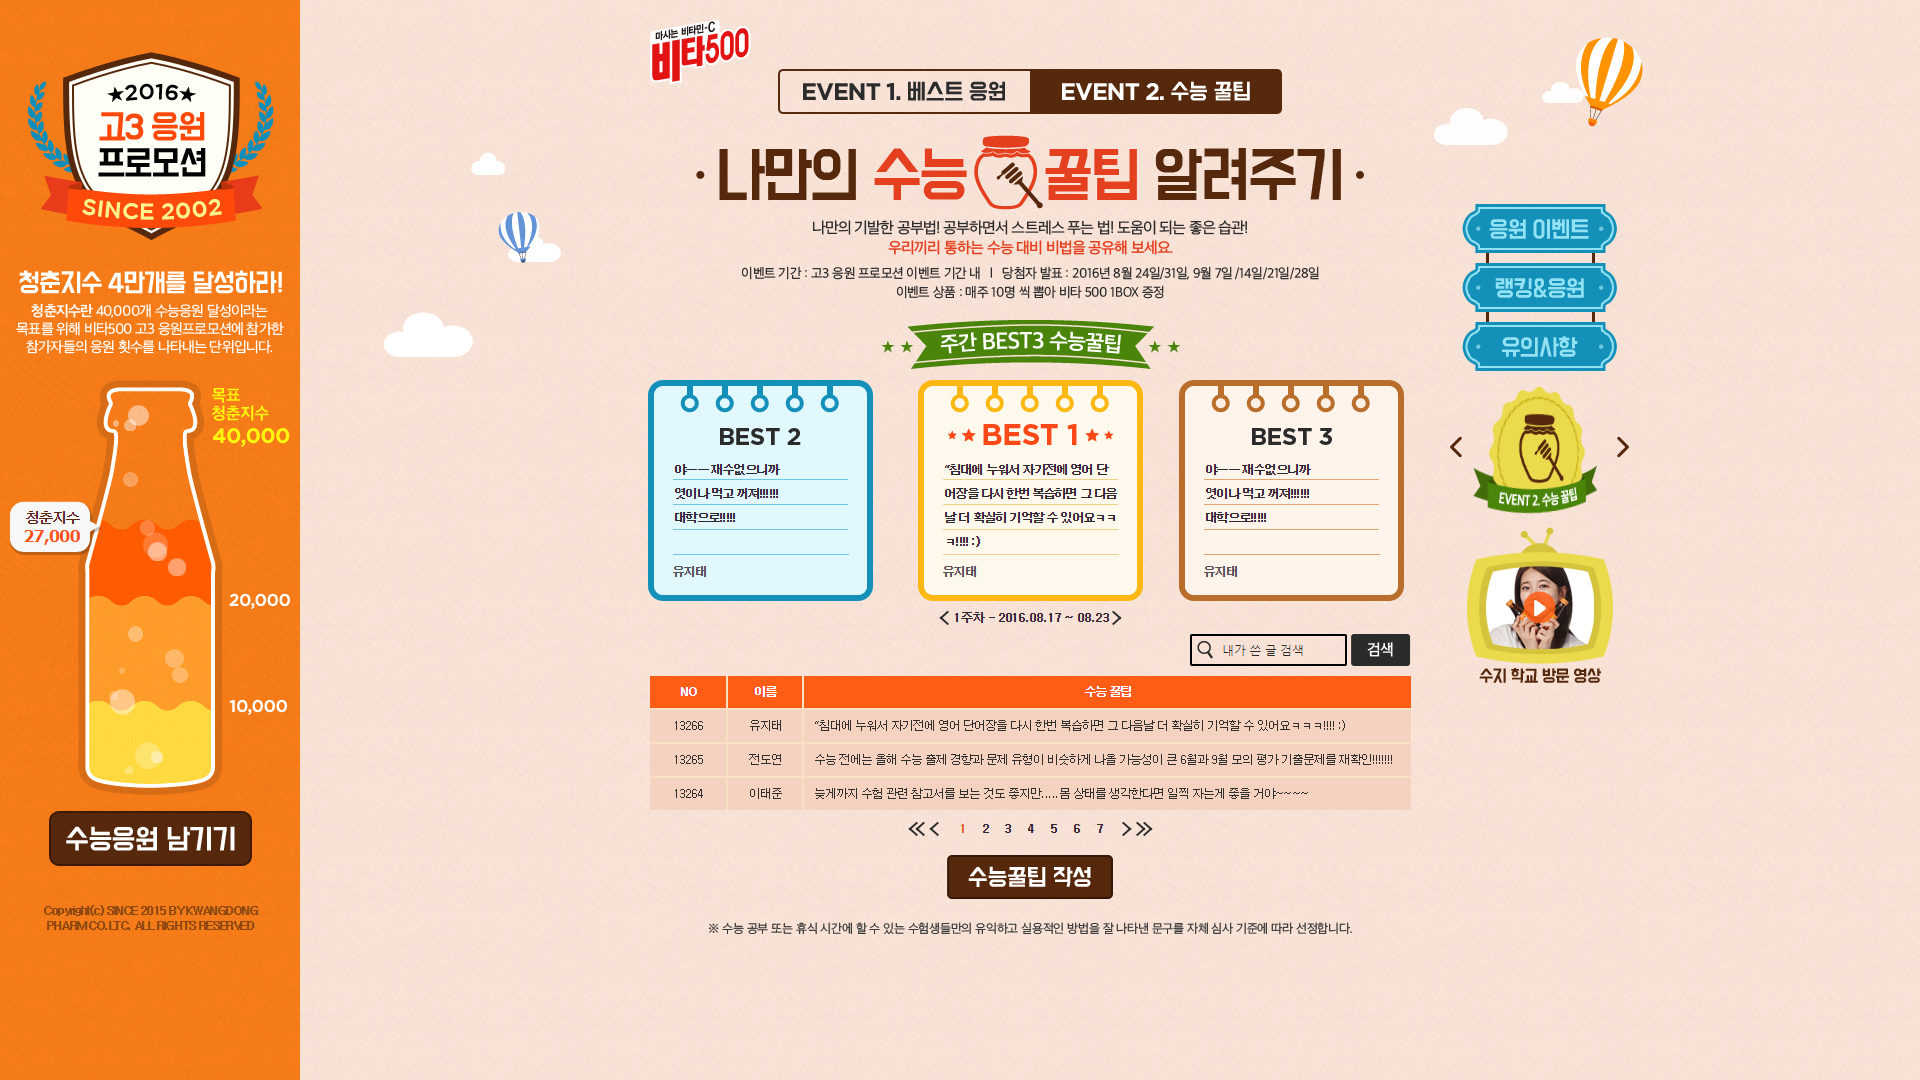 ★2016★
고3 응원
프로모션
SINCE 2002
청춘지수 4만개를 달성하라!
청춘지수란 40,000개 수능응원 달성이라는
목표를 위해 비타500 고3 응원프로모션에 참가한
참가자들의 응원 횟수를 나타내는 단위입니다.
목표
청춘지수
40,000
청춘지수
27,000
20,000
10,000
수능응원 남기기
Copyright(c) SINCE 2015 BY KWANGDONG
PHARM CO. LTC. ALL RIGHTS RESERVED
마시는 비타민-C
비타500
EVENT 1. 베스트 응원
EVENT 2. 수능 꿀팁
· 나만의 수능 꿀팁 알려주기 ·
나만의 기발한 공부법! 공부하면서 스트레스 푸는 법! 도움이 되는 좋은 습관!
우리끼리 통하는 수능 대비 비법을 공유해 보세요.
이벤트 기간 : 고3 응원 프로모션 이벤트 기간 내 ㅣ 당첨자 발표 : 2016년 8월 24일/31일, 9월 7일 /14일/21일/28일
이벤트 상품 : 매주 10명 씩 뽑아 비타 500 1BOX 증정
★ ★ 주간 BEST3 수능꿀팁 ★ ★
BEST 2
야ㅡㅡ 재수없으니까
엿이나 먹고 꺼져!!!!!!
대학으로!!!!!
유지태
★ ★ BEST 1 ★ ★
“침대에 누워서 자기전에 영어 단
어장을 다시 한번 복습하면 그 다음
날 더 확실히 기억할 수 있어요ㅋㅋ
ㅋ!!!! :)
유지태
BEST 3
야ㅡㅡ 재수없으니까
엿이나 먹고 꺼져!!!!!!
대학으로!!!!!
유지태
1주차 - 2016.08.17 ~ 08.23
내가 쓴 글 검색
검색
NO 이름 수능 꿀팁
13266 유지태 “침대에 누워서 자기전에 영어 단어장을 다시 한번 복습하면 그 다음날 더 확실히 기억할 수 있어요ㅋㅋㅋ!!!! :)
13265 전도연 수능 전에는 올해 수능 출제 경향과 문제 유형이 비슷하게 나올 가능성이 큰 6월과 9월 모의 평가 기출문제를 재확인!!!!!!!
13264 이태준 늦게까지 수험 관련 참고서를 보는 것도 좋지만..... 몸 상태를 생각한다면 일찍 자는게 좋을 거야~~~~
1 2 3 4 5 6 7
수능꿀팁 작성
※ 수능 공부 또는 휴식 시간에 할 수 있는 수험생들만의 유익하고 실용적인 방법을 잘 나타낸 문구를 자체 심사 기준에 따라 선정합니다.
응원 이벤트
랭킹&응원
유의사항
EVENT 2. 수능 꿀팁
수지 학교 방문 영상